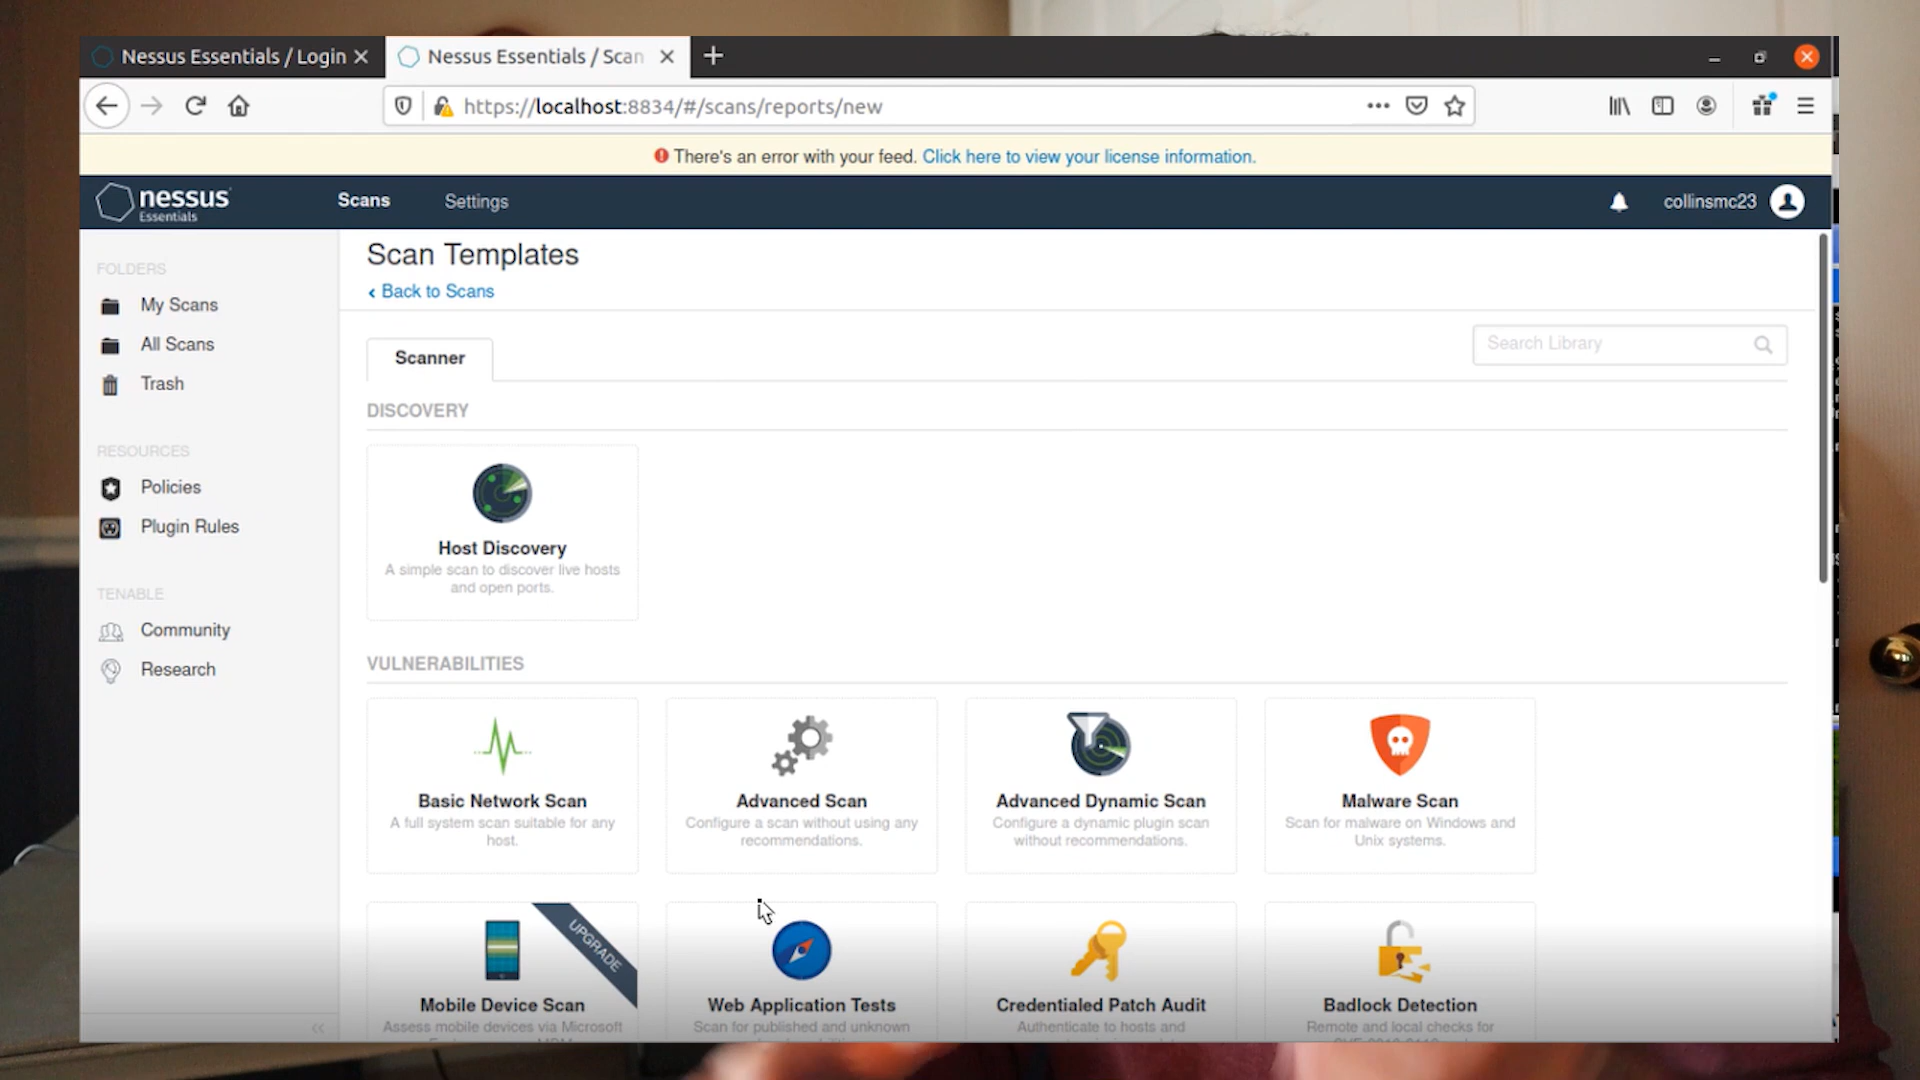 Nessus Essentials / Login
Nessus Essentials / Scan
https://localhost:8834/#/scans/reports/new
There's an error with your feed. Click here to view your license information.
nessus
Essentials
Scans
Settings
collinsmc23
FOLDERS
My Scans
All Scans
Trash
RESOURCES
Policies
Plugin Rules
TENABLE
Community
Research
Scan Templates
Back to Scans
Scanner
Search Library
DISCOVERY
Host Discovery
A simple scan to discover live hosts
and open ports.
VULNERABILITIES
Basic Network Scan
A full system scan suitable for any
host.
Advanced Scan
Configure a scan without using any
recommendations.
Advanced Dynamic Scan
Configure a dynamic plugin scan
without recommendations.
Malware Scan
Scan for malware on Windows and
Unix systems.
UPGRADE
Mobile Device Scan
Assess mobile devices via Microsoft
Web Application Tests
Scan for published and unknown
Credentialed Patch Audit
Authenticate to hosts and
Badlock Detection
Remote and local checks for